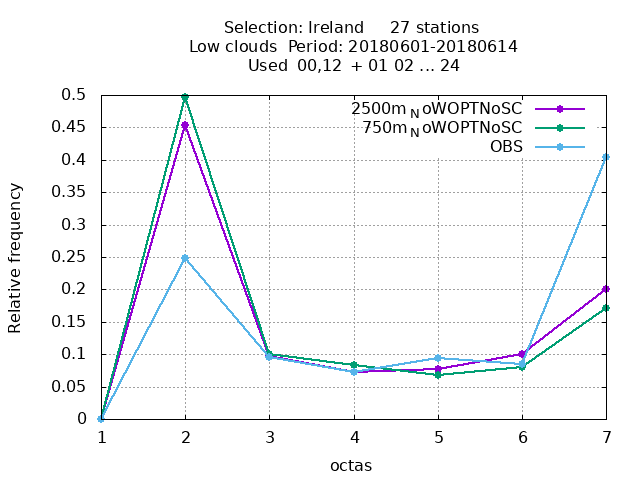 Selection: Ireland 27 stations
Low clouds Period: 20180601-20180614
Used 00,12 + 01 02 ... 24
0.5
0.45
0.4
0.35
0.3
0.25
0.2
0.15
0.1
0.05
0
Relative frequency
2500m_NoWOPTNoSC
750m_NoWOPTNoSC
OBS
1 2 3 4 5 6 7
octas